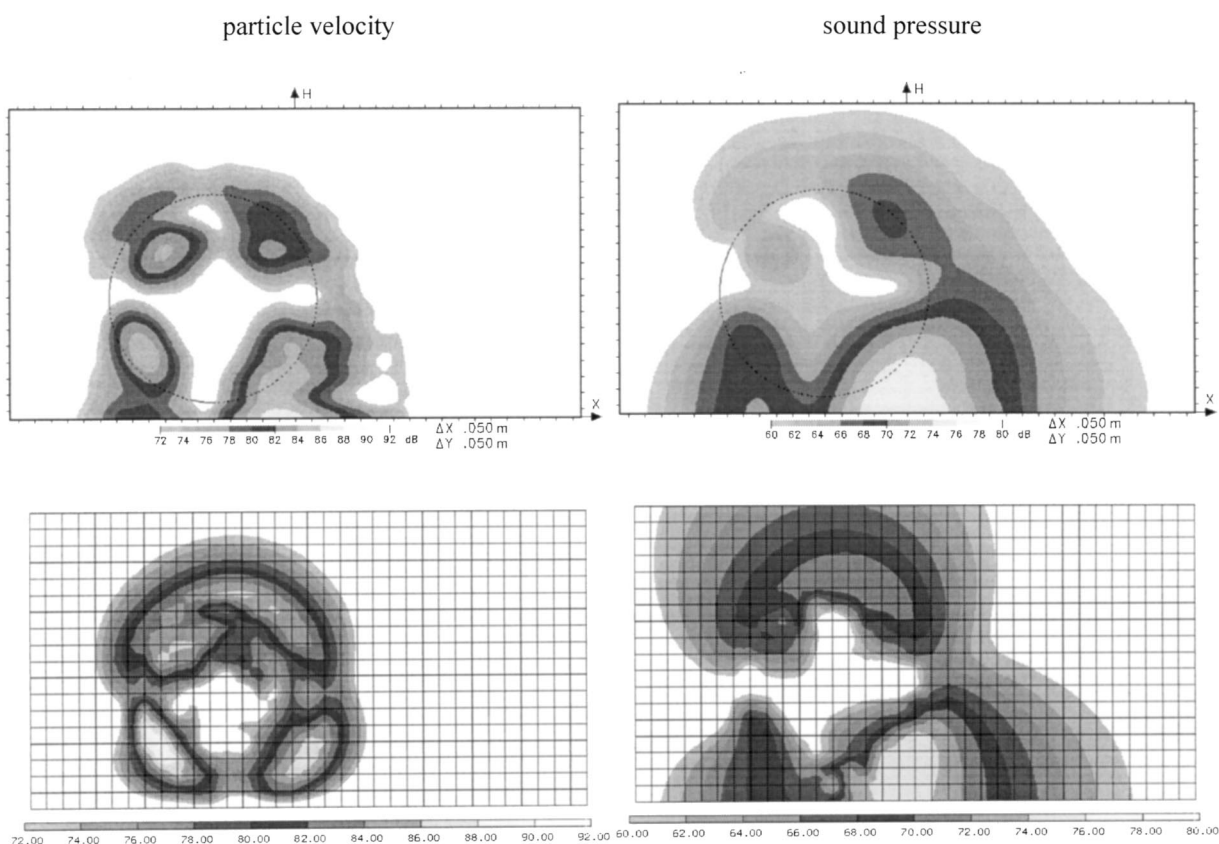 particle velocity
sound pressure
H
H
X
X
72 74 76 78 80 82 84 86 88 90 92 dB
ΔX .050 m
ΔY .050 m
60 62 64 66 68 70 72 74 76 78 80 dB
ΔX .050 m
ΔY .050 m
72.00 74.00 76.00 78.00 80.00 82.00 84.00 86.00 88.00 90.00 92.00
60.00 62.00 64.00 66.00 68.00 70.00 72.00 74.00 76.00 78.00 80.00